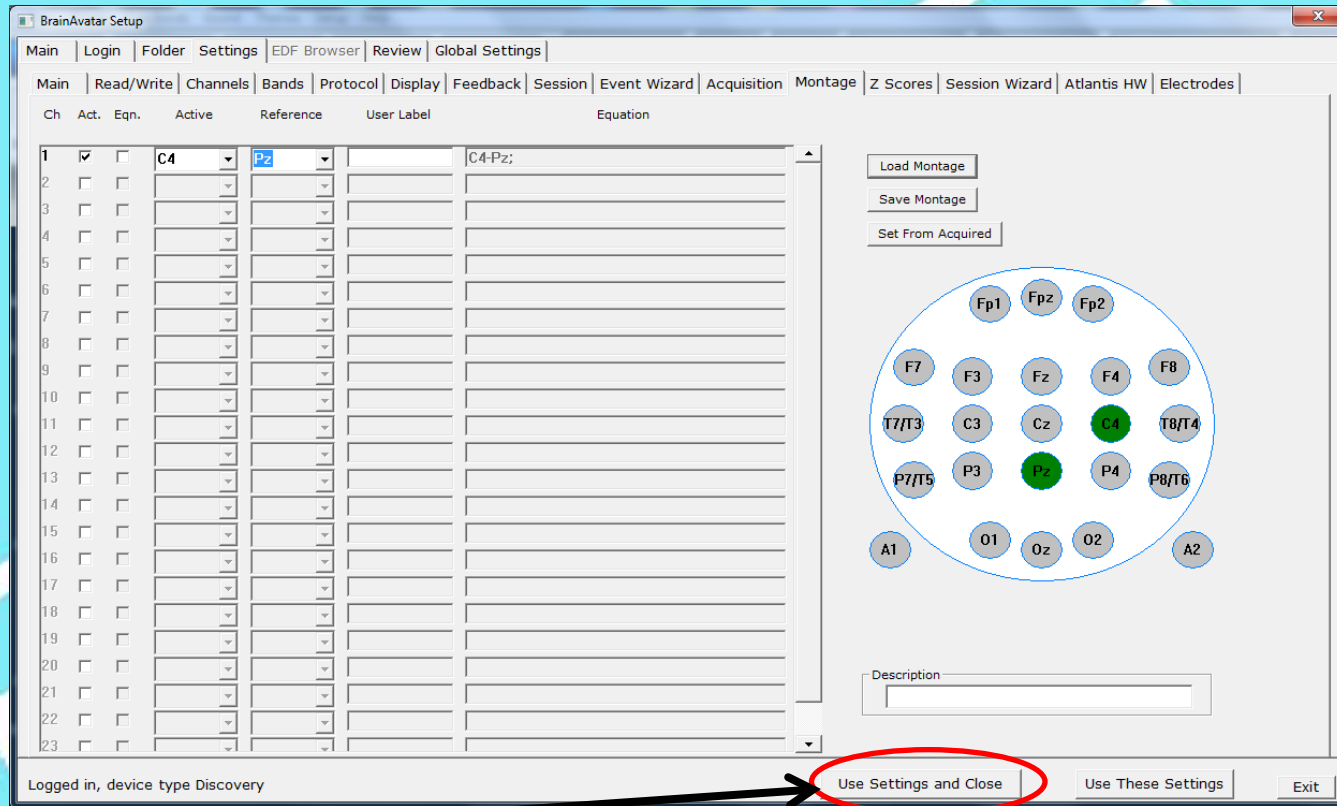 BrainAvatar Setup
Main Login Folder Settings EDF Browser Review Global Settings
Main Read/Write Channels Bands Protocol Display Feedback Session Event Wizard Acquisition Montage Z Scores Session Wizard Atlantis HW Electrodes
Ch Act. Eqn. Active Reference User Label Equation
1 C4 Pz C4-Pz;
2
3
4
5
6
7
8
9
10
11
12
13
14
15
16
17
18
19
20
21
22
23
Load Montage
Save Montage
Set From Acquired
Fp1 Fpz Fp2
F7 F3 Fz F4 F8
T7/T3 C3 Cz C4 T8/T4
P7/T5 P3 Pz P4 P8/T6
A1 O1 Oz O2 A2
Description
Logged in, device type Discovery Use Settings and Close Use These Settings Exit